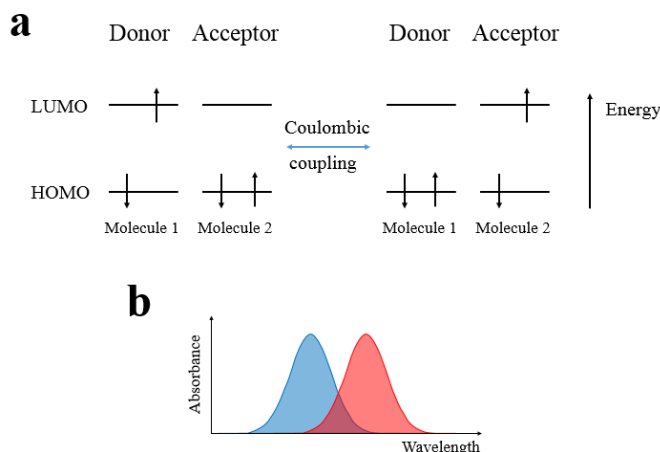 a
Donor Acceptor Donor Acceptor
LUMO
Energy
Coulombic
coupling
HOMO
Molecule 1 Molecule 2 Molecule 1 Molecule 2
b
Absorbance
Wavelength